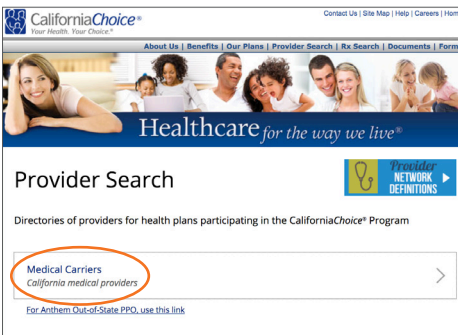 CaliforniaChoice®
Your Health. Your Choice.®
Contact Us | Site Map | Help | Careers | Hom
About Us | Benefits | Our Plans | Provider Search | Rx Search | Documents | Form
Healthcare for the way we live®
Provider Search
Provider
NETWORK
DEFINITIONS
Directories of providers for health plans participating in the CaliforniaChoice® Program
Medical Carriers
California medical providers
For Anthem Out-of-State PPO, use this link